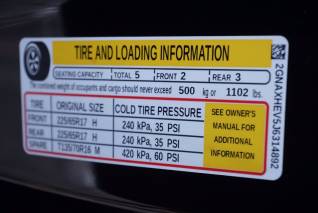 TIRE AND LOADING INFORMATION
SEATING CAPACITY TOTAL 5 FRONT 2 REAR 3
The combined weight of occupants and cargo should never exceed 500 kg or 1102 lbs.
TIRE ORIGINAL SIZE COLD TIRE PRESSURE
FRONT 225/65R17 H 240 kPa, 35 PSI
REAR 225/65R17 H 240 kPa, 35 PSI
SPARE T135/70R16 M 420 kPa, 60 PSI
SEE OWNER'S
MANUAL FOR
ADDITIONAL
INFORMATION
2GNAXHEV5J6314892